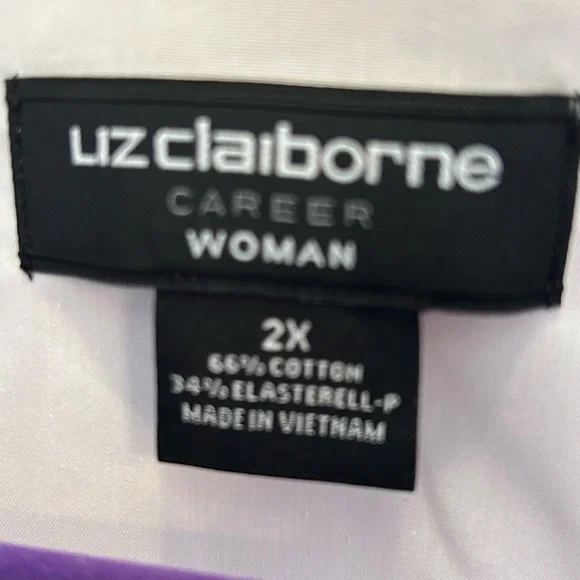 Liz claiborne
CAREER
WOMAN
2X
66% COTTON
34% ELASTERELL-P
MADE IN VIETNAM